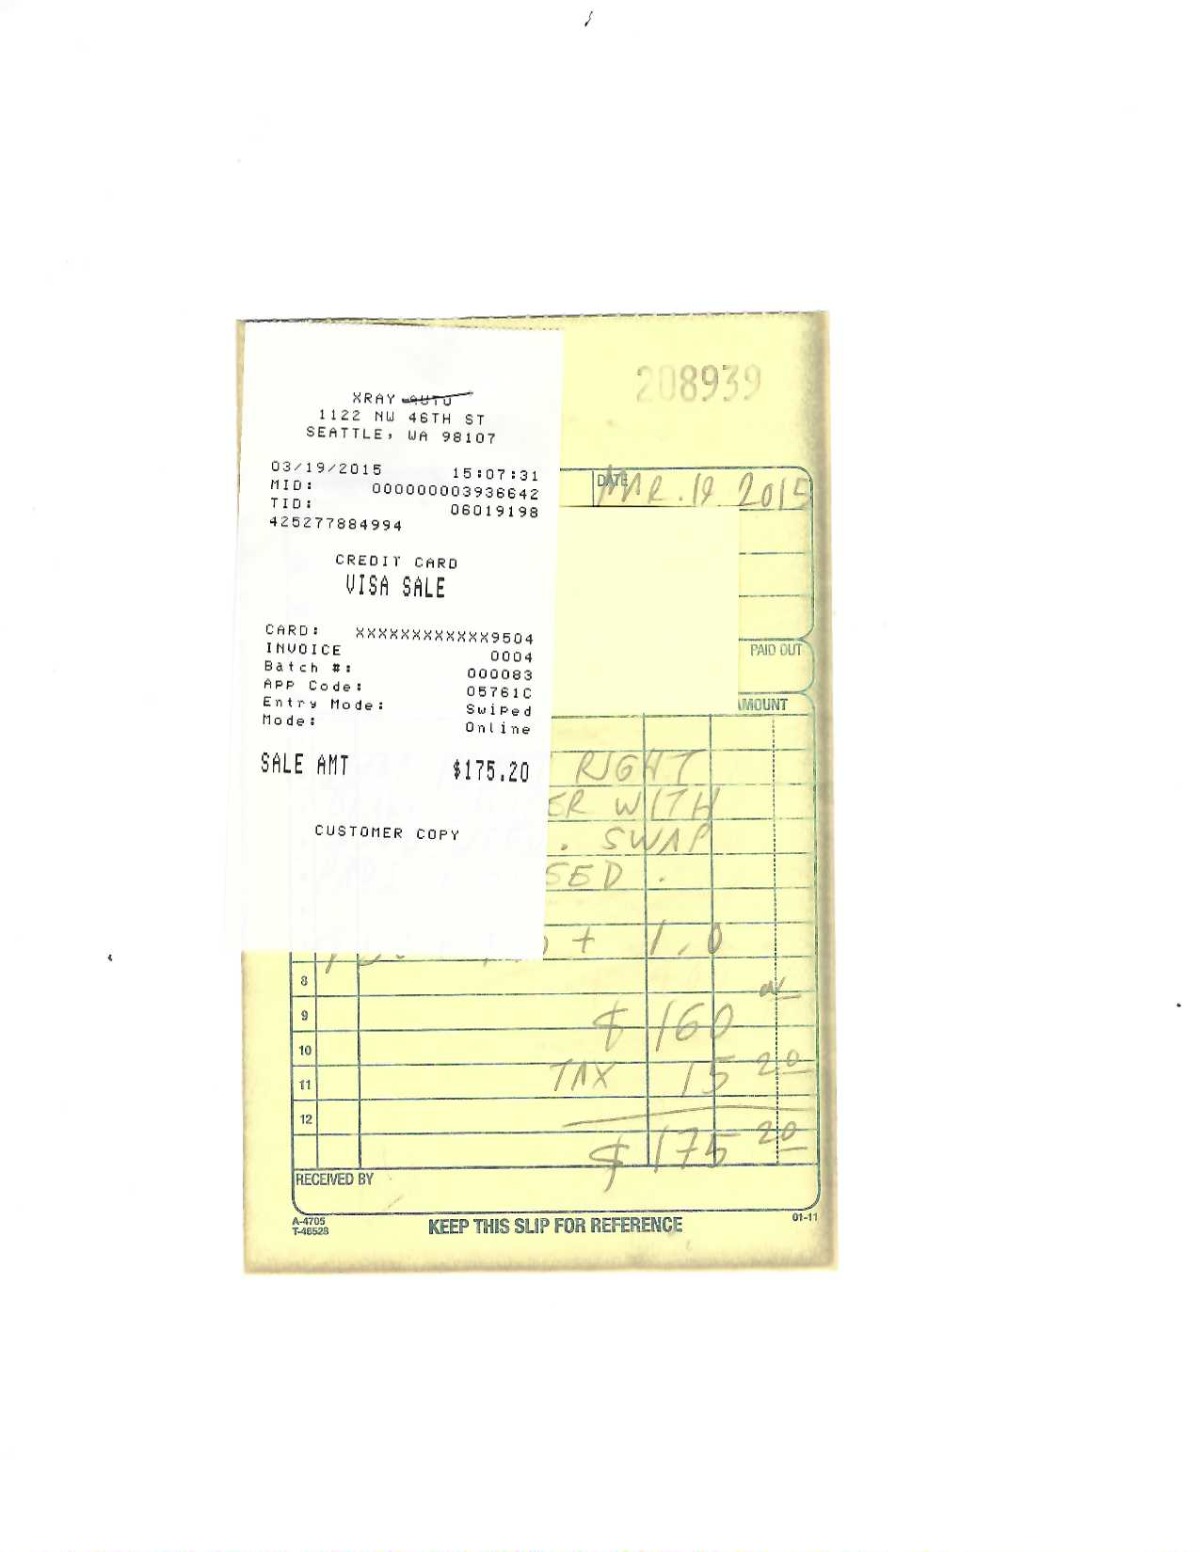 208939
XRAY AUTO
1122 NW 46TH ST
SEATTLE, WA 98107
03/19/2015 15:07:31
MID: 000000003936642
TID: 06019198
425277884994
CREDIT CARD
VISA SALE
CARD: XXXXXXXXXXXX9504
INVOICE 0004
Batch #: 000083
APP Code: 05761C
Entry Mode: Swiped
Mode: Online
SALE AMT $175.20
CUSTOMER COPY
DATE MAR. 19 2015
PAID OUT
AMOUNT
RIGHT
ER WITH
. SWAP
SED .
+ 1.0
8
9 $ 160
10
11 TAX 15 20
12
$ 175 20
RECEIVED BY
A-4705
T-46528
KEEP THIS SLIP FOR REFERENCE
01-11